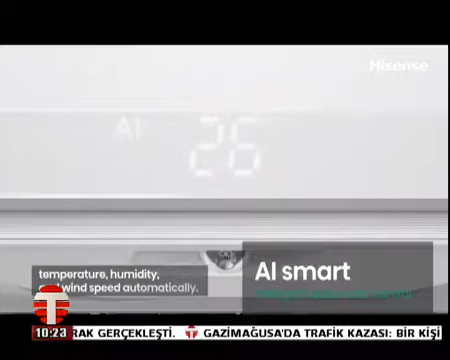 Hisense
AI 26
temperature, humidity,
and wind speed automatically.
AI smart
T
10:23 RAK GERÇEKLEŞTİ. T GAZİMAĞUSA'DA TRAFİK KAZASI: BİR KİŞİ